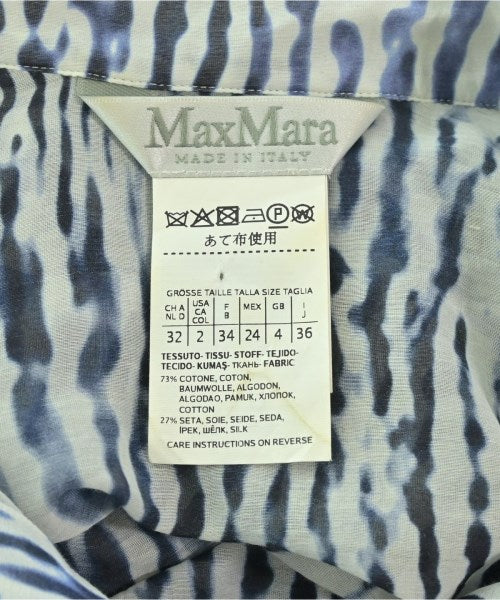 MaxMara
MADE IN ITALY
P W
あて布使用
GRÖSSE TAILLE TALLA SIZE TAGLIA
CH A NL D USA CA COL F B MEX GB I J
32 2 34 24 4 36
TESSUTO- TISSU- STOFF- TEJIDO-
TECIDO- KUMAŞ- ТКАНЬ- FABRIC
73% COTONE, COTON,
BAUMWOLLE, ALGODON,
ALGODAO, PAMUK, ХЛОПОК,
COTTON
27% SETA, SOIE, SEIDE, SEDA,
İPEK, ШЁЛК, SILK
CARE INSTRUCTIONS ON REVERSE